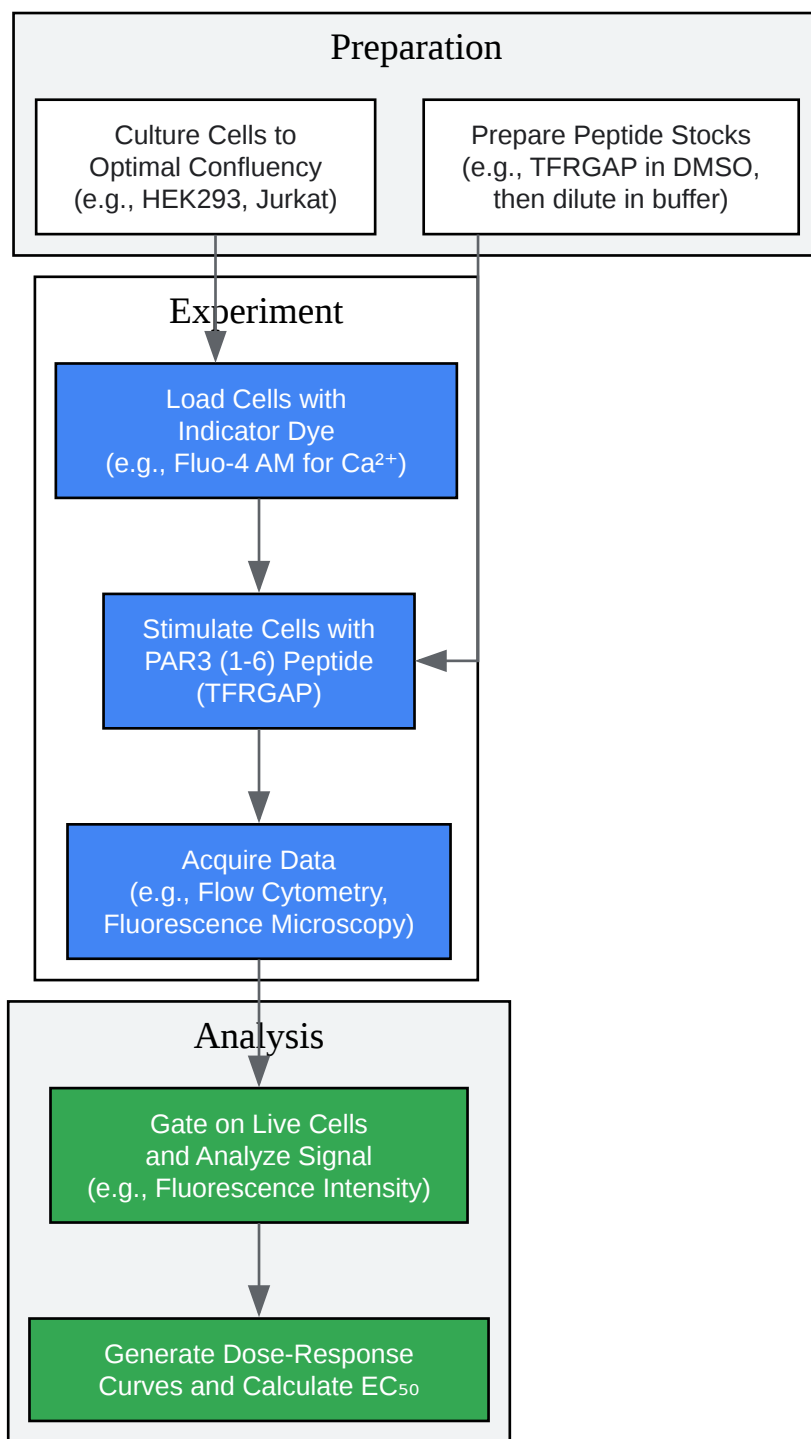 Preparation
Culture Cells to
Optimal Confluency
(e.g., HEK293, Jurkat)
Prepare Peptide Stocks
(e.g., TFRGAP in DMSO,
then dilute in buffer)
Experiment
Load Cells with
Indicator Dye
(e.g., Fluo-4 AM for Ca²⁺)
Stimulate Cells with
PAR3 (1-6) Peptide
(TFRGAP)
Acquire Data
(e.g., Flow Cytometry,
Fluorescence Microscopy)
Analysis
Gate on Live Cells
and Analyze Signal
(e.g., Fluorescence Intensity)
Generate Dose-Response
Curves and Calculate EC₅₀